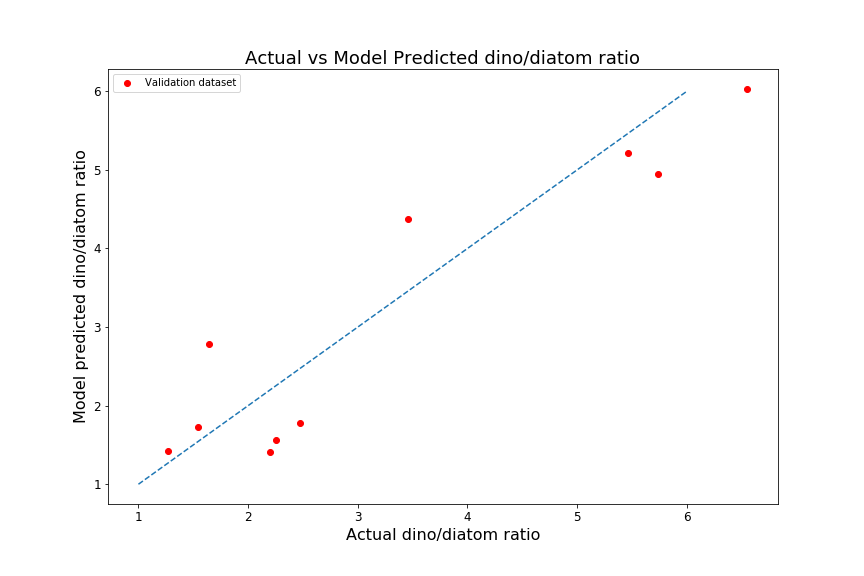 Actual vs Model Predicted dino/diatom ratio
Validation dataset
6
5
4
3
2
1
Model predicted dino/diatom ratio
1 2 3 4 5 6
Actual dino/diatom ratio